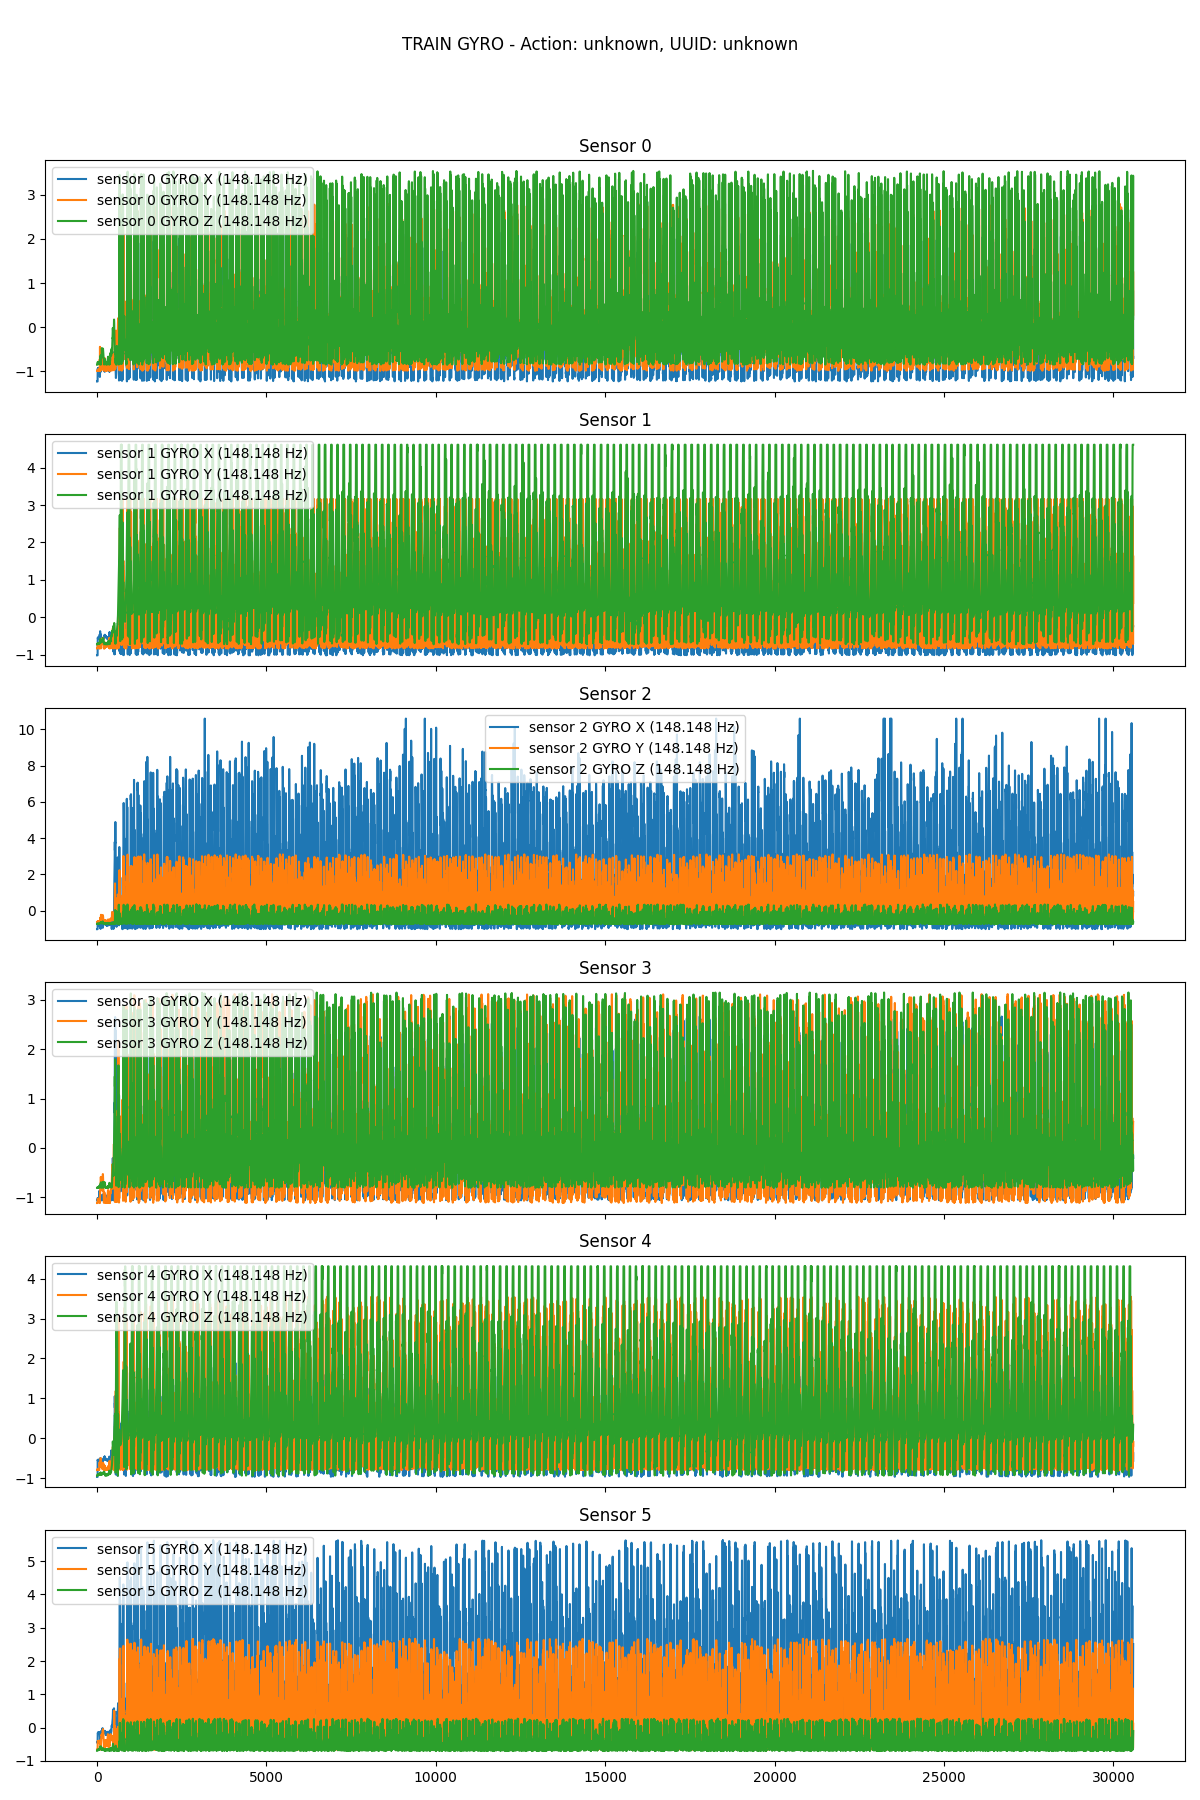 TRAIN GYRO - Action: unknown, UUID: unknown
Sensor 0
sensor 0 GYRO X (148.148 Hz)
sensor 0 GYRO Y (148.148 Hz)
sensor 0 GYRO Z (148.148 Hz)
3
2
1
0
−1
Sensor 1
sensor 1 GYRO X (148.148 Hz)
sensor 1 GYRO Y (148.148 Hz)
sensor 1 GYRO Z (148.148 Hz)
4
3
2
1
0
−1
Sensor 2
sensor 2 GYRO X (148.148 Hz)
sensor 2 GYRO Y (148.148 Hz)
sensor 2 GYRO Z (148.148 Hz)
10
8
6
4
2
0
Sensor 3
sensor 3 GYRO X (148.148 Hz)
sensor 3 GYRO Y (148.148 Hz)
sensor 3 GYRO Z (148.148 Hz)
3
2
1
0
−1
Sensor 4
sensor 4 GYRO X (148.148 Hz)
sensor 4 GYRO Y (148.148 Hz)
sensor 4 GYRO Z (148.148 Hz)
4
3
2
1
0
−1
Sensor 5
sensor 5 GYRO X (148.148 Hz)
sensor 5 GYRO Y (148.148 Hz)
sensor 5 GYRO Z (148.148 Hz)
5
4
3
2
1
0
−1
0 5000 10000 15000 20000 25000 30000